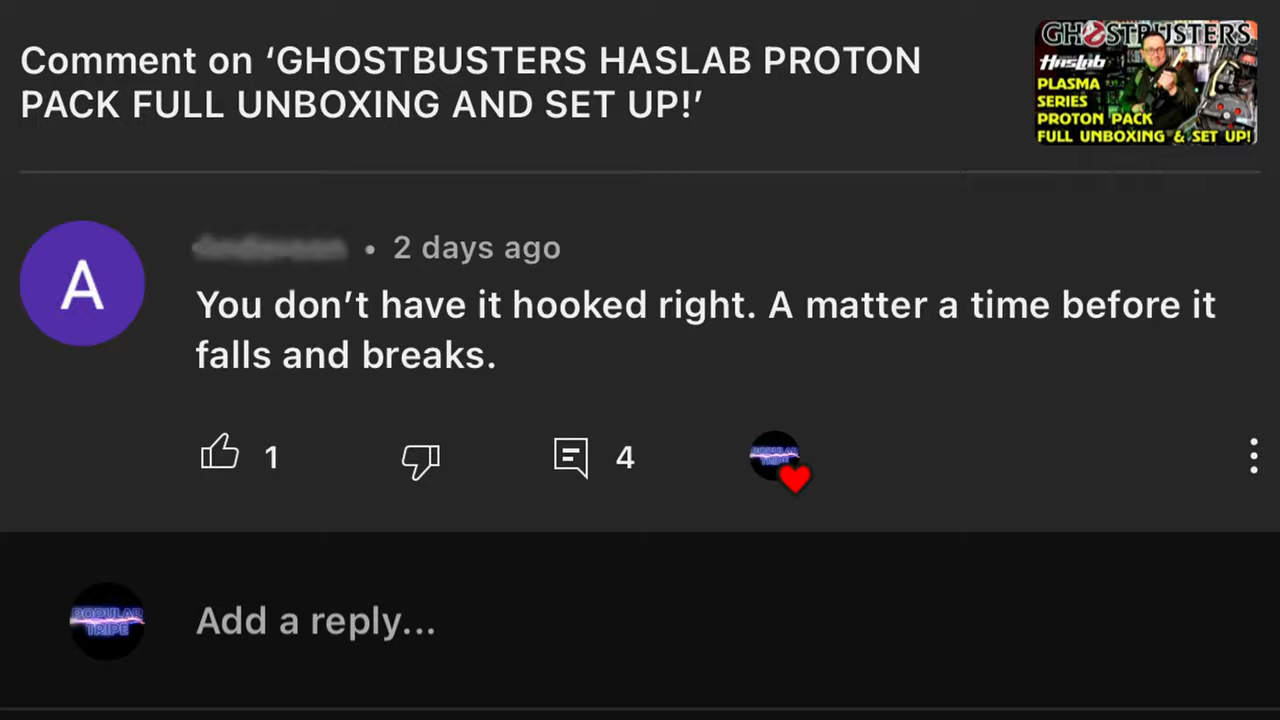 Comment on ‘GHOSTBUSTERS HASLAB PROTON
PACK FULL UNBOXING AND SET UP!’
GHOSTBUSTERS
HasLab
PLASMA
SERIES
PROTON PACK
FULL UNBOXING & SET UP!
A
• 2 days ago
You don’t have it hooked right. A matter a time before it
falls and breaks.
1
4
POPULAR
TRIPE
POPULAR
TRIPE
Add a reply...